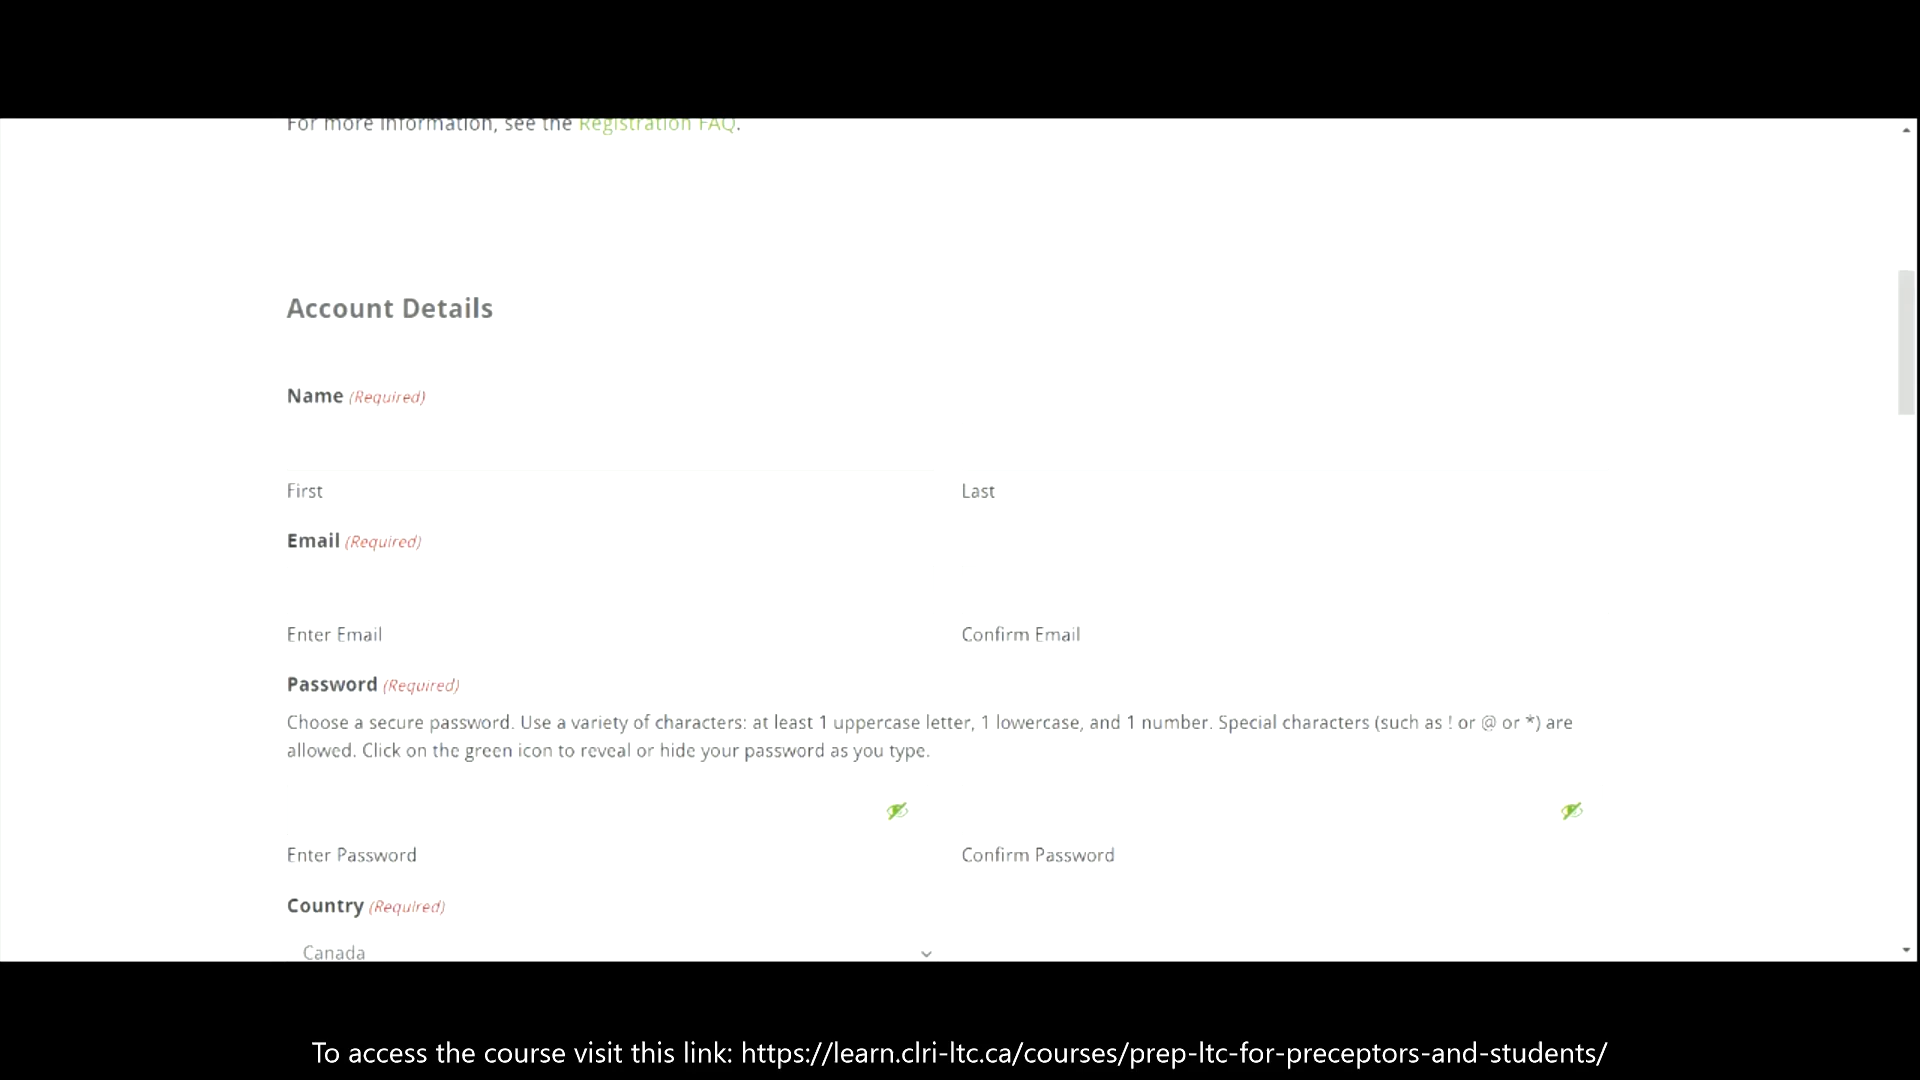 For more information, see the Registration FAQ.
Account Details
Name (Required)
First
Last
Email (Required)
Enter Email
Confirm Email
Password (Required)
Choose a secure password. Use a variety of characters: at least 1 uppercase letter, 1 lowercase, and 1 number. Special characters (such as ! or @ or *) are
allowed. Click on the green icon to reveal or hide your password as you type.
Enter Password
Confirm Password
Country (Required)
Canada
To access the course visit this link: https://learn.clri-ltc.ca/courses/prep-ltc-for-preceptors-and-students/